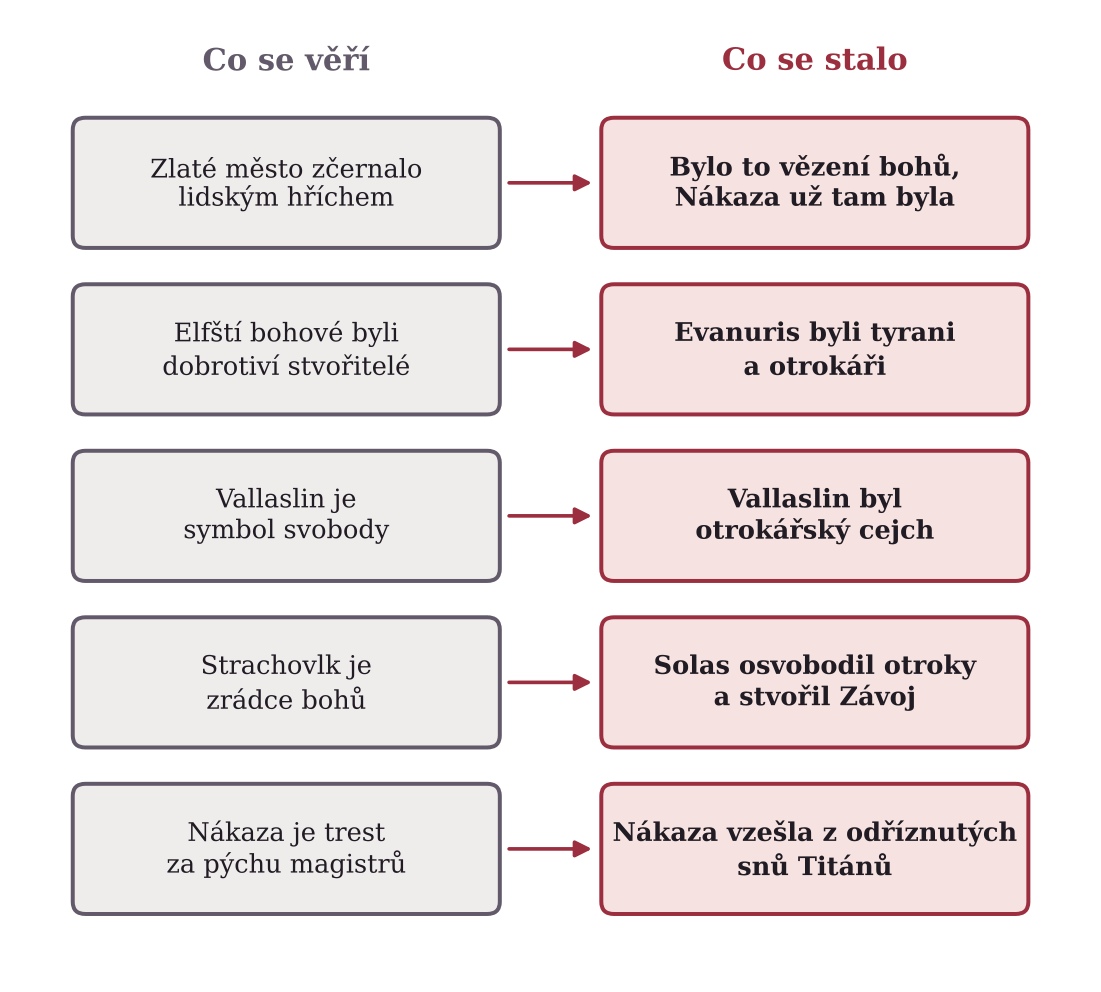 Co se věří
Co se stalo
Zlaté město zčernalo
lidským hříchem
Bylo to vězení bohů,
Nákaza už tam byla
Elfští bohové byli
dobrotiví stvořitelé
Evanuris byli tyrani
a otrokáři
Vallaslin je
symbol svobody
Vallaslin byl
otrokářský cejch
Strachovlk je
zrádce bohů
Solas osvobodil otroky
a stvořil Závoj
Nákaza je trest
za pýchu magistrů
Nákaza vzešla z odříznutých
snů Titánů